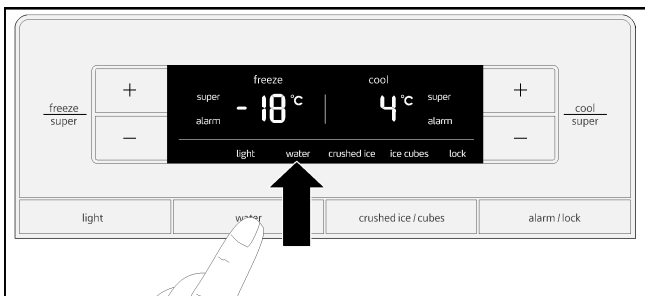 freeze
cool
super
-18 °C
4 °C
super
alarm
alarm
light water crushed ice ice cubes lock
+
−
freeze
super
+
−
cool
super
light
water
crushed ice / cubes
alarm / lock